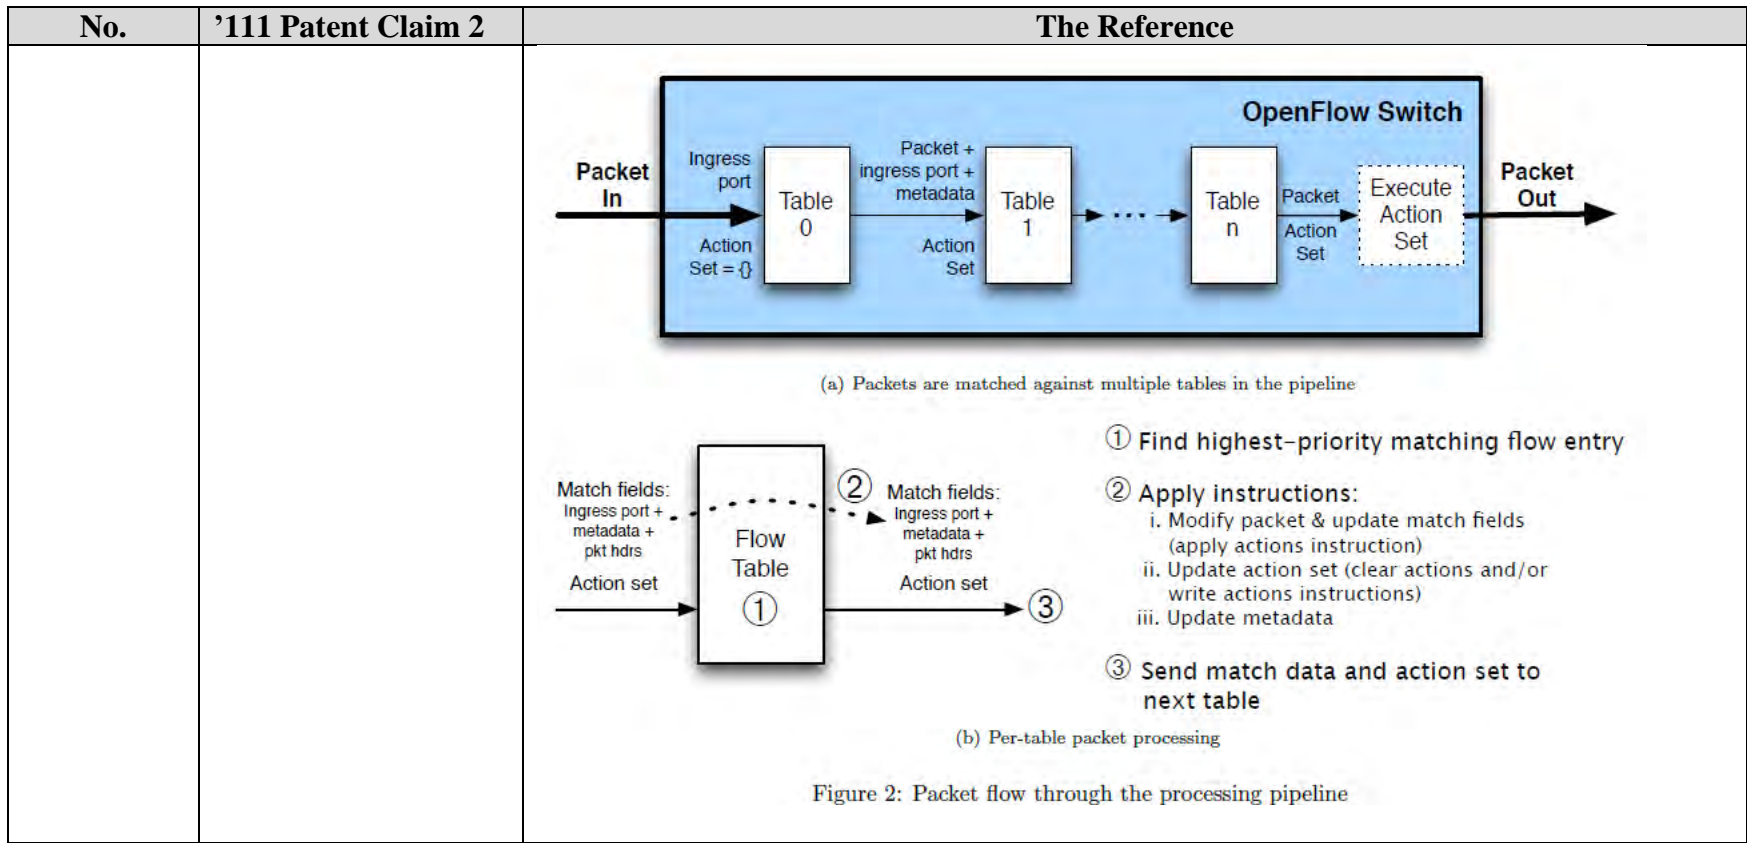 No.
’111 Patent Claim 2
The Reference
OpenFlow Switch
Packet
In
Ingress
port
Action
Set = {}
Table
0
Packet +
ingress port +
metadata
Action
Set
Table
1
...
Table
n
Packet
Action
Set
Execute
Action
Set
Packet
Out
(a) Packets are matched against multiple tables in the pipeline
Match fields:
Ingress port +
metadata +
pkt hdrs
Action set
Flow
Table
①
②
Match fields:
Ingress port +
metadata +
pkt hdrs
Action set
③
① Find highest-priority matching flow entry
② Apply instructions:
i. Modify packet & update match fields
(apply actions instruction)
ii. Update action set (clear actions and/or
write actions instructions)
iii. Update metadata
③ Send match data and action set to
next table
(b) Per-table packet processing
Figure 2: Packet flow through the processing pipeline